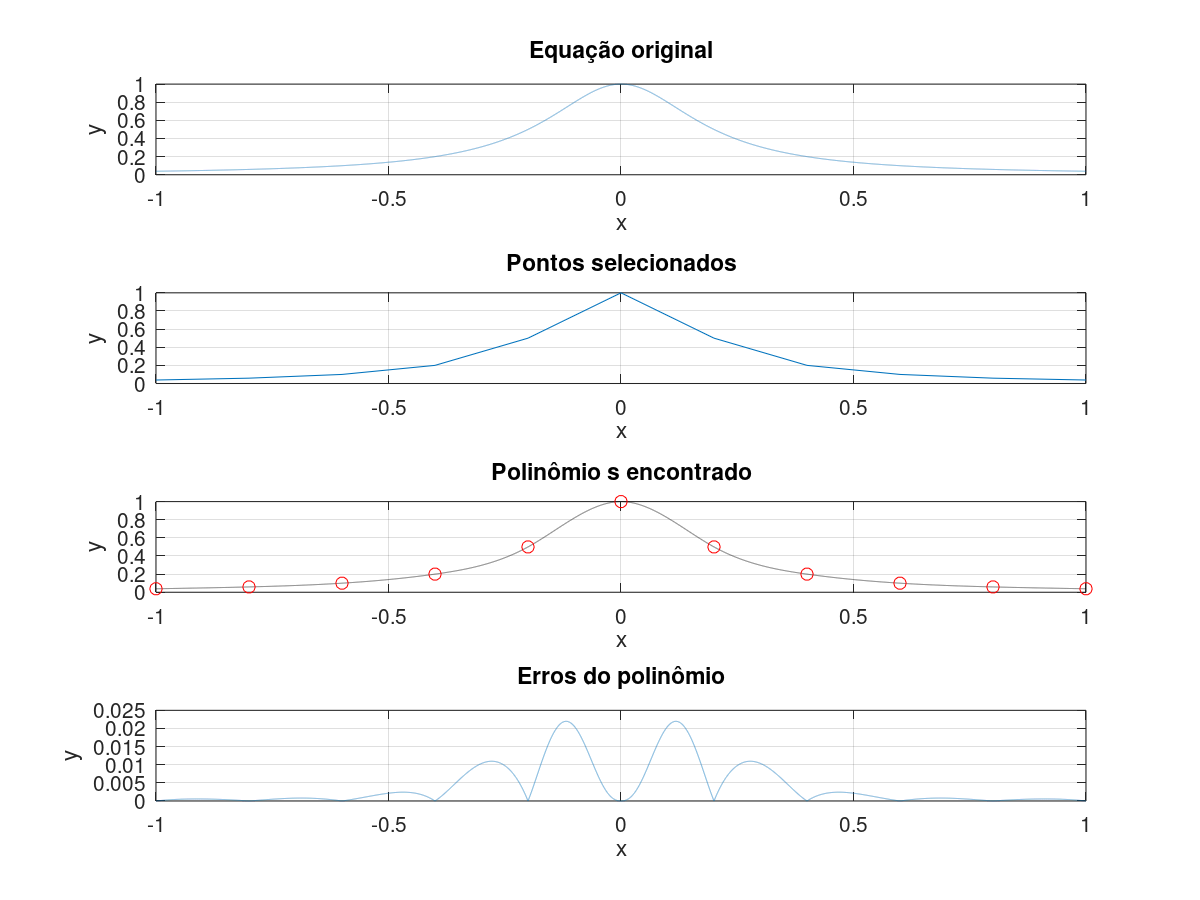 Equação original
1
0.8
0.6
0.4
0.2
0
y
-1 -0.5 0 0.5 1
x
Pontos selecionados
1
0.8
0.6
0.4
0.2
0
y
-1 -0.5 0 0.5 1
x
Polinômio s encontrado
1
0.8
0.6
0.4
0.2
0
y
-1 -0.5 0 0.5 1
x
Erros do polinômio
0.025
0.02
0.015
0.01
0.005
0
y
-1 -0.5 0 0.5 1
x